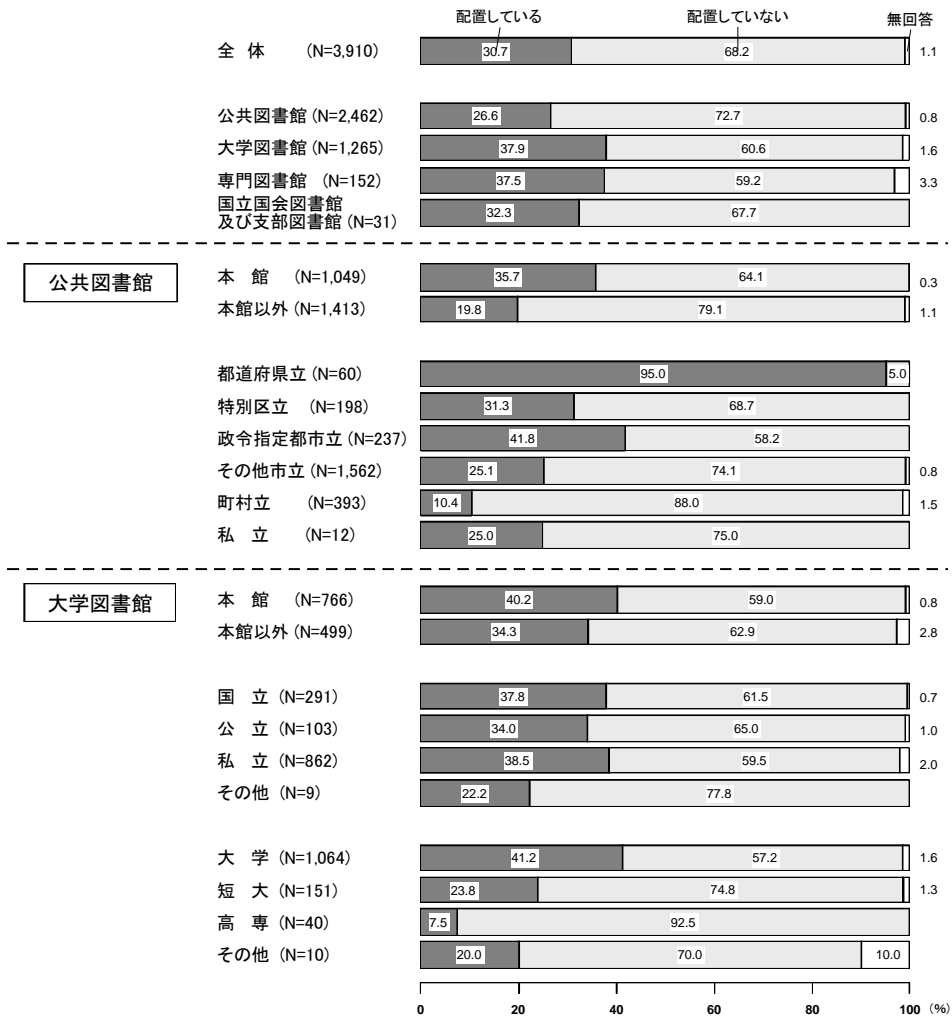 配置している 配置していない 無回答
全 体 (N=3,910) 30.7 68.2 1.1
公共図書館 (N=2,462) 26.6 72.7 0.8
大学図書館 (N=1,265) 37.9 60.6 1.6
専門図書館 (N=152) 37.5 59.2 3.3
国立国会図書館
及び支部図書館 (N=31) 32.3 67.7
公共図書館
本 館 (N=1,049) 35.7 64.1 0.3
本館以外 (N=1,413) 19.8 79.1 1.1
都道府県立 (N=60) 95.0 5.0
特別区立 (N=198) 31.3 68.7
政令指定都市立 (N=237) 41.8 58.2
その他市立 (N=1,562) 25.1 74.1 0.8
町村立 (N=393) 10.4 88.0 1.5
私 立 (N=12) 25.0 75.0
大学図書館
本 館 (N=766) 40.2 59.0 0.8
本館以外 (N=499) 34.3 62.9 2.8
国 立 (N=291) 37.8 61.5 0.7
公 立 (N=103) 34.0 65.0 1.0
私 立 (N=862) 38.5 59.5 2.0
その他 (N=9) 22.2 77.8
大 学 (N=1,064) 41.2 57.2 1.6
短 大 (N=151) 23.8 74.8 1.3
高 専 (N=40) 7.5 92.5
その他 (N=10) 20.0 70.0 10.0
0 20 40 60 80 100 (%)